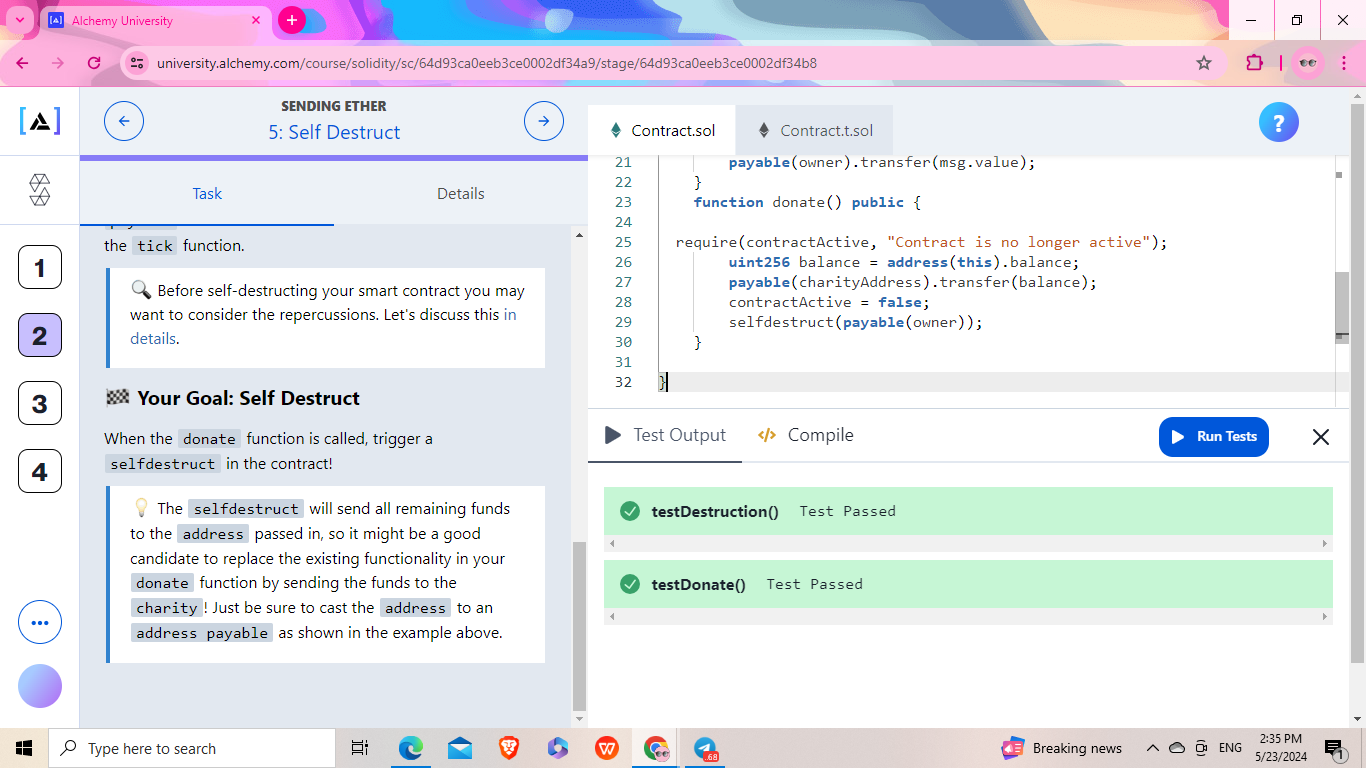 Alchemy University
university.alchemy.com/course/solidity/sc/64d93ca0eeb3ce0002df34a9/stage/64d93ca0eeb3ce0002df34b8
SENDING ETHER
5: Self Destruct
Task
Details
1
2
3
4
the tick function.
🔍 Before self-destructing your smart contract you may
want to consider the repercussions. Let's discuss this in
details.
🏁 Your Goal: Self Destruct
When the donate function is called, trigger a
selfdestruct in the contract!
💡 The selfdestruct will send all remaining funds
to the address passed in, so it might be a good
candidate to replace the existing functionality in your
donate function by sending the funds to the
charity! Just be sure to cast the address to an
address payable as shown in the example above.
Contract.sol
Contract.t.sol
?
21 payable(owner).transfer(msg.value);
22 }
23 function donate() public {
24
25 require(contractActive, "Contract is no longer active");
26 uint256 balance = address(this).balance;
27 payable(charityAddress).transfer(balance);
28 contractActive = false;
29 selfdestruct(payable(owner));
30 }
31
32 }
Test Output
Compile
Run Tests
testDestruction() Test Passed
testDonate() Test Passed
Type here to search
.68
Breaking news
ENG
2:35 PM
5/23/2024
1